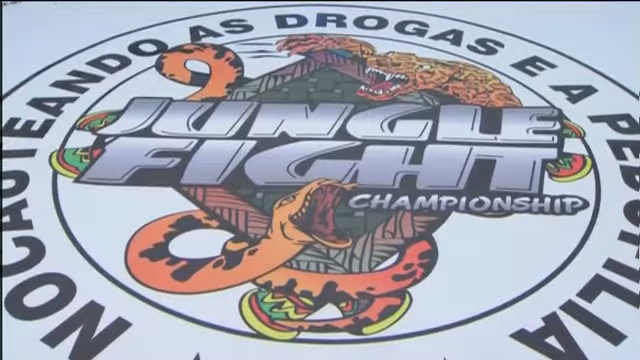 NOCAUTEANDO AS DROGAS E A PEDOFILIA
JUNGLE
FIGHT
CHAMPIONSHIP